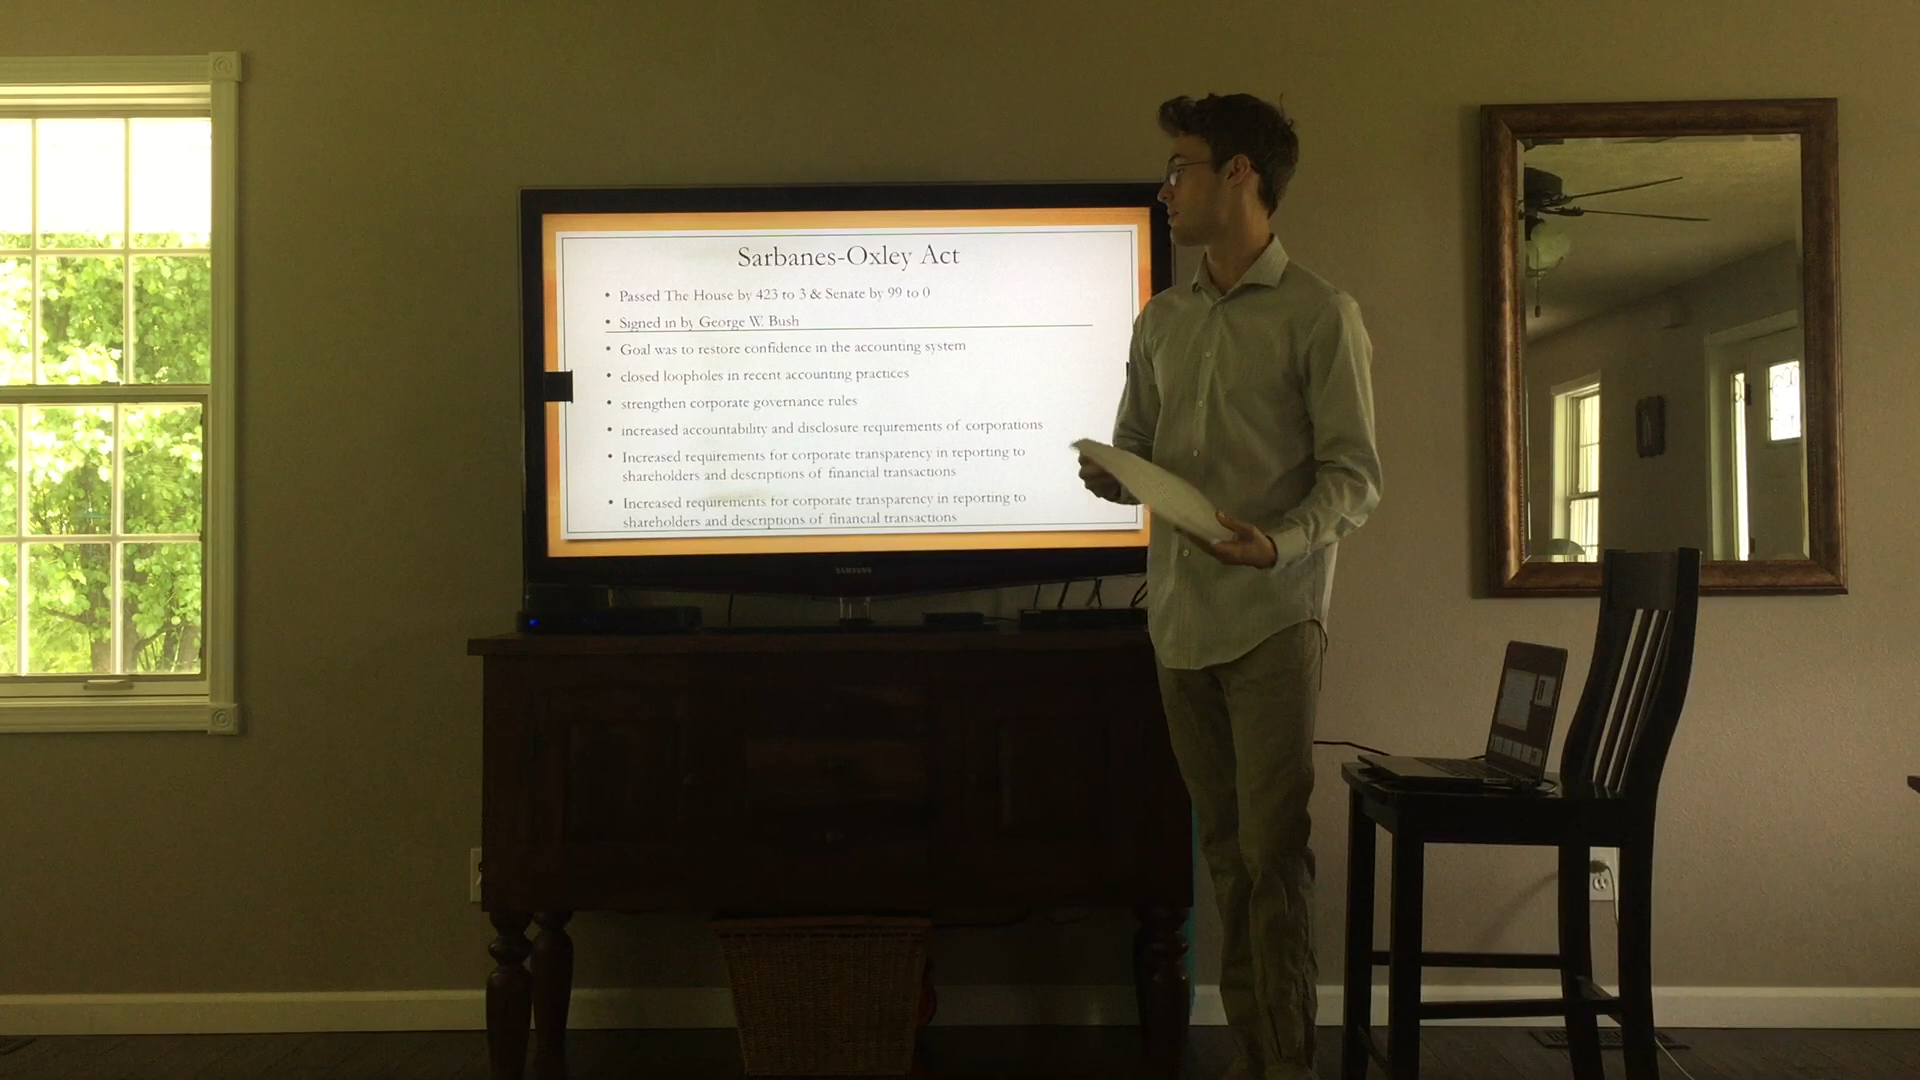 Sarbanes-Oxley Act
• Passed The House by 423 to 3 & Senate by 99 to 0
• Signed in by George W. Bush
• Goal was to restore confidence in the accounting system
• closed loopholes in recent accounting practices
• strengthen corporate governance rules
• increased accountability and disclosure requirements of corporations
• Increased requirements for corporate transparency in reporting to
shareholders and descriptions of financial transactions
• Increased requirements for corporate transparency in reporting to
shareholders and descriptions of financial transactions
SAMSUNG